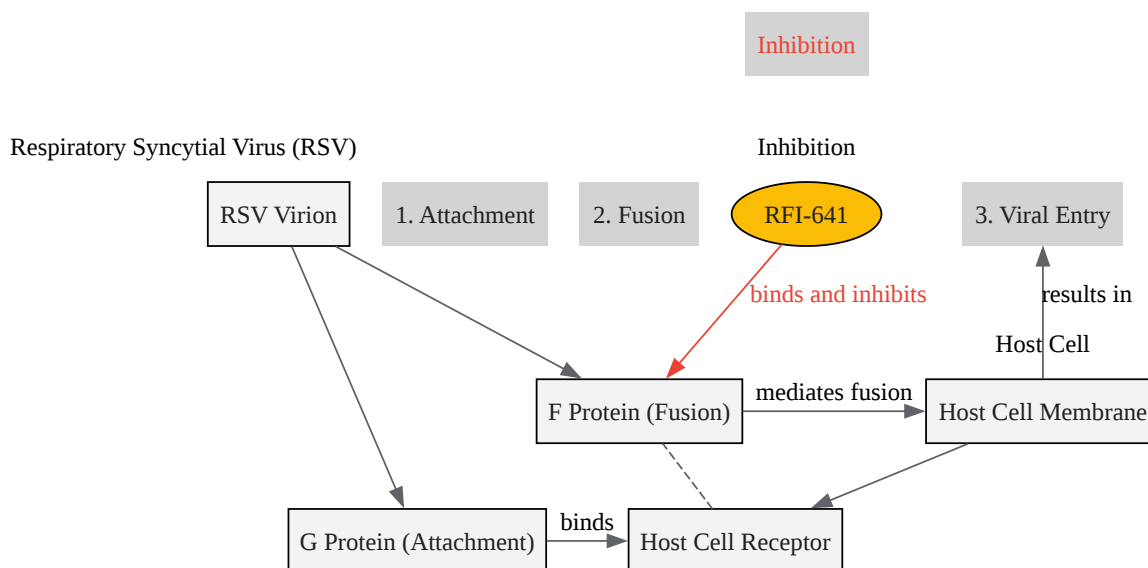 Inhibition
Respiratory Syncytial Virus (RSV)
Inhibition
RSV Virion
1. Attachment
2. Fusion
RFI-641
3. Viral Entry
binds and inhibits
results in
Host Cell
F Protein (Fusion)
mediates fusion
Host Cell Membrane
G Protein (Attachment)
binds
Host Cell Receptor